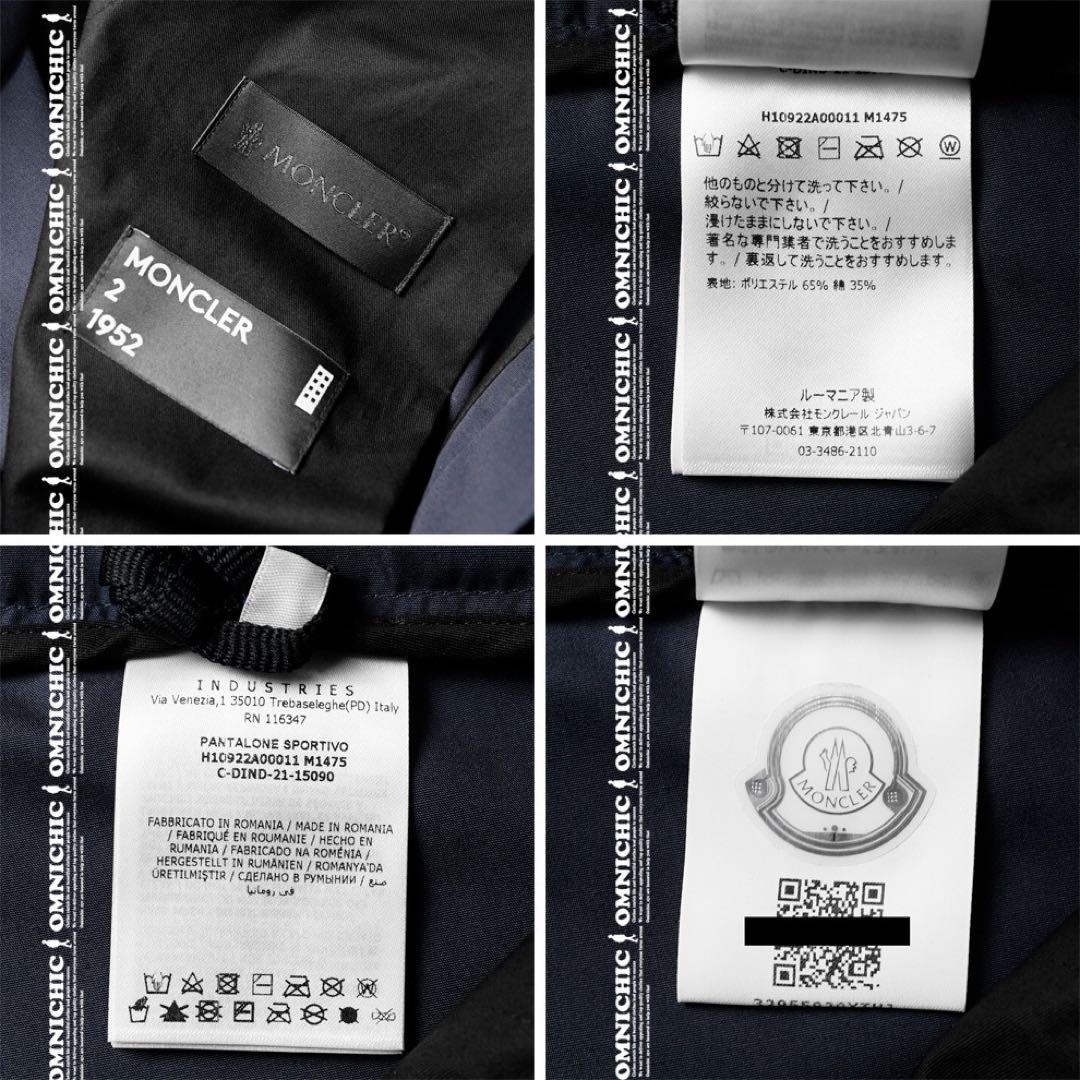 MONCLER
MONCLER
2
1952
OMNICHIC
H10922A00011 M1475
他のものと分けて洗って下さい。/
絞らないで下さい。/
浸けたままにしないで下さい。/
著名な専門業者で洗うことをおすすめしま
す。/ 裏返して洗うことをおすすめします。
表地: ポリエステル 65% 綿 35%
ルーマニア製
株式会社モンクレール ジャパン
〒107-0061 東京都港区北青山3-6-7
03-3486-2110
INDUSTRIES
Via Venezia,1 35010 Trebaseleghe(PD) Italy
RN 116347
PANTALONE SPORTIVO
H10922A00011 M1475
C-DIND-21-15090
FABBRICATO IN ROMANIA / MADE IN ROMANIA
/ FABRIQUÉ EN ROUMANIE / HECHO EN
RUMANIA / FABRICADO NA ROMÉNIA /
HERGESTELLT IN RUMÄNIEN / ROMANYA'DA
ÜRETILMIŞTIR / СДЕЛАНО В РУМЫНИИ / صنع
في رومانيا
MONCLER